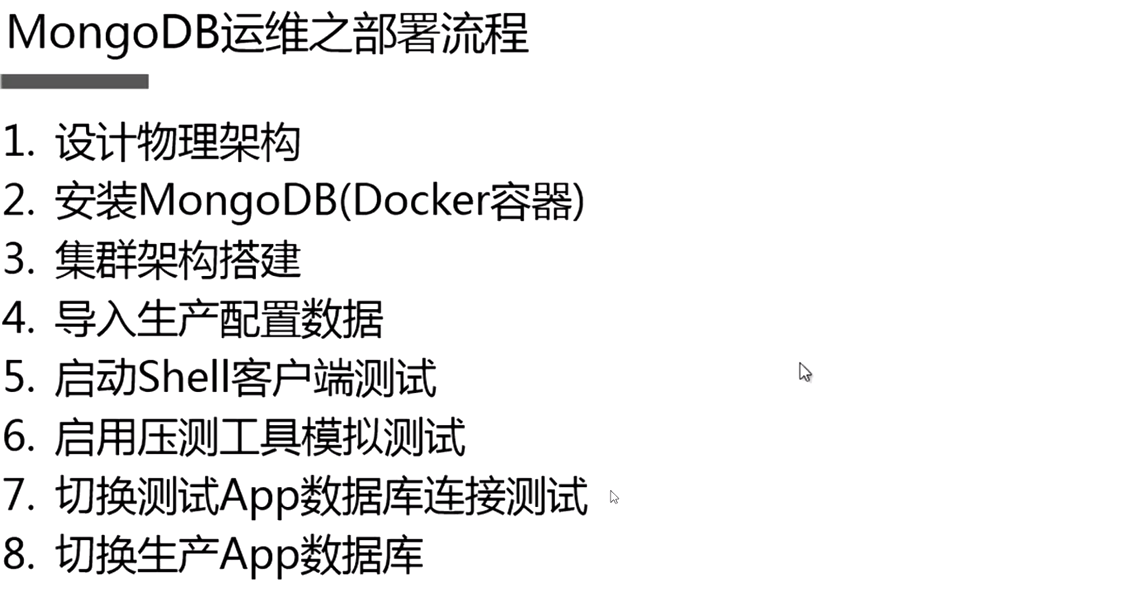 MongoDB运维之部署流程
1. 设计物理架构
2. 安装MongoDB(Docker容器)
3. 集群架构搭建
4. 导入生产配置数据
5. 启动Shell客户端测试
6. 启用压测工具模拟测试
7. 切换测试App数据库连接测试
8. 切换生产App数据库